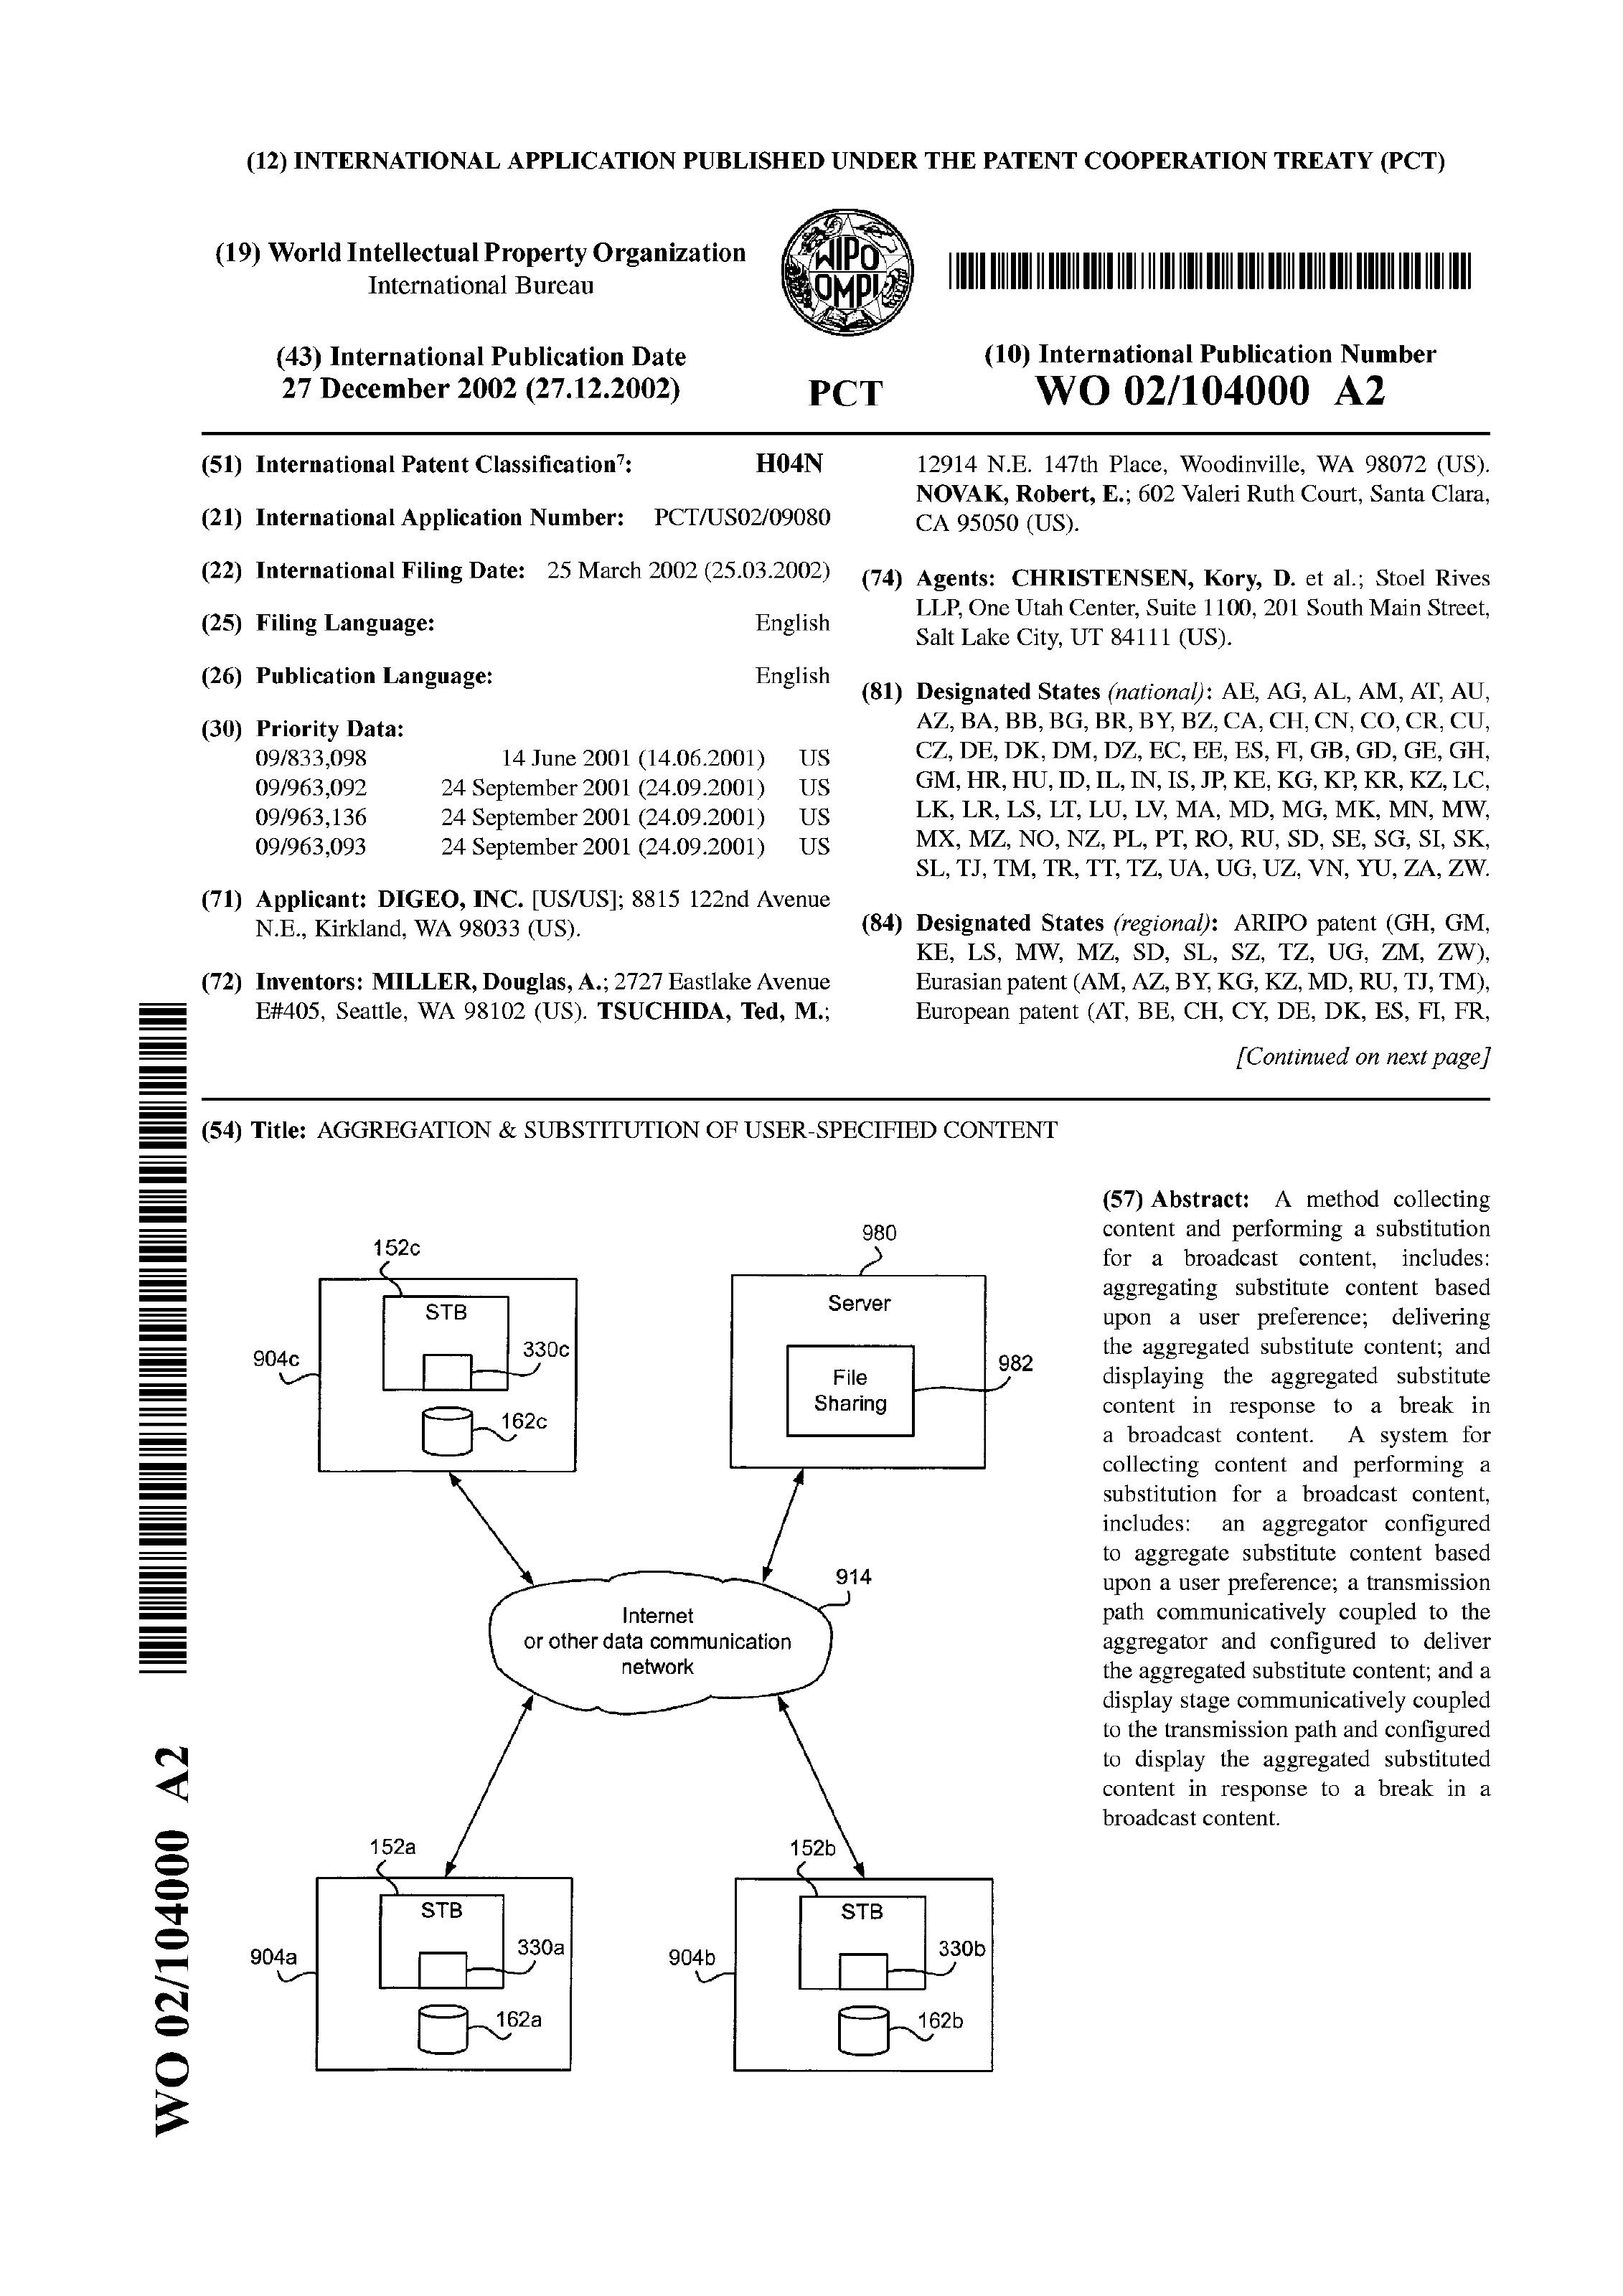 (12) INTERNATIONAL APPLICATION PUBLISHED UNDER THE PATENT COOPERATION TREATY (PCT)
(19) World Intellectual Property Organization
International Bureau
WIPO
OMPI
(43) International Publication Date
27 December 2002 (27.12.2002)
PCT
(10) International Publication Number
WO 02/104000 A2
(51) International Patent Classification7: H04N
(21) International Application Number: PCT/US02/09080
(22) International Filing Date: 25 March 2002 (25.03.2002)
(25) Filing Language: English
(26) Publication Language: English
(30) Priority Data:
09/833,098 14 June 2001 (14.06.2001) US
09/963,092 24 September 2001 (24.09.2001) US
09/963,136 24 September 2001 (24.09.2001) US
09/963,093 24 September 2001 (24.09.2001) US
(71) Applicant: DIGEO, INC. [US/US]; 8815 122nd Avenue
N.E., Kirkland, WA 98033 (US).
(72) Inventors: MILLER, Douglas, A.; 2727 Eastlake Avenue
E#405, Seattle, WA 98102 (US). TSUCHIDA, Ted, M.;
12914 N.E. 147th Place, Woodinville, WA 98072 (US).
NOVAK, Robert, E.; 602 Valeri Ruth Court, Santa Clara,
CA 95050 (US).
(74) Agents: CHRISTENSEN, Kory, D. et al.; Stoel Rives
LLP, One Utah Center, Suite 1100, 201 South Main Street,
Salt Lake City, UT 84111 (US).
(81) Designated States (national): AE, AG, AL, AM, AT, AU,
AZ, BA, BB, BG, BR, BY, BZ, CA, CH, CN, CO, CR, CU,
CZ, DE, DK, DM, DZ, EC, EE, ES, FI, GB, GD, GE, GH,
GM, HR, HU, ID, IL, IN, IS, JP, KE, KG, KP, KR, KZ, LC,
LK, LR, LS, LT, LU, LV, MA, MD, MG, MK, MN, MW,
MX, MZ, NO, NZ, PL, PT, RO, RU, SD, SE, SG, SI, SK,
SL, TJ, TM, TR, TT, TZ, UA, UG, UZ, VN, YU, ZA, ZW.
(84) Designated States (regional): ARIPO patent (GH, GM,
KE, LS, MW, MZ, SD, SL, SZ, TZ, UG, ZM, ZW),
Eurasian patent (AM, AZ, BY, KG, KZ, MD, RU, TJ, TM),
European patent (AT, BE, CH, CY, DE, DK, ES, FI, FR,
[Continued on next page]
(54) Title: AGGREGATION & SUBSTITUTION OF USER-SPECIFIED CONTENT
152c
STB
904c
330c
162c
980
Server
File
Sharing
982
914
Internet
or other data communication
network
152a
STB
904a
330a
162a
152b
STB
904b
330b
162b
(57) Abstract: A method collecting
content and performing a substitution
for a broadcast content, includes:
aggregating substitute content based
upon a user preference; delivering
the aggregated substitute content; and
displaying the aggregated substitute
content in response to a break in
a broadcast content. A system for
collecting content and performing a
substitution for a broadcast content,
includes: an aggregator configured
to aggregate substitute content based
upon a user preference; a transmission
path communicatively coupled to the
aggregator and configured to deliver
the aggregated substitute content; and a
display stage communicatively coupled
to the transmission path and configured
to display the aggregated substituted
content in response to a break in a
broadcast content.
WO 02/104000 A2